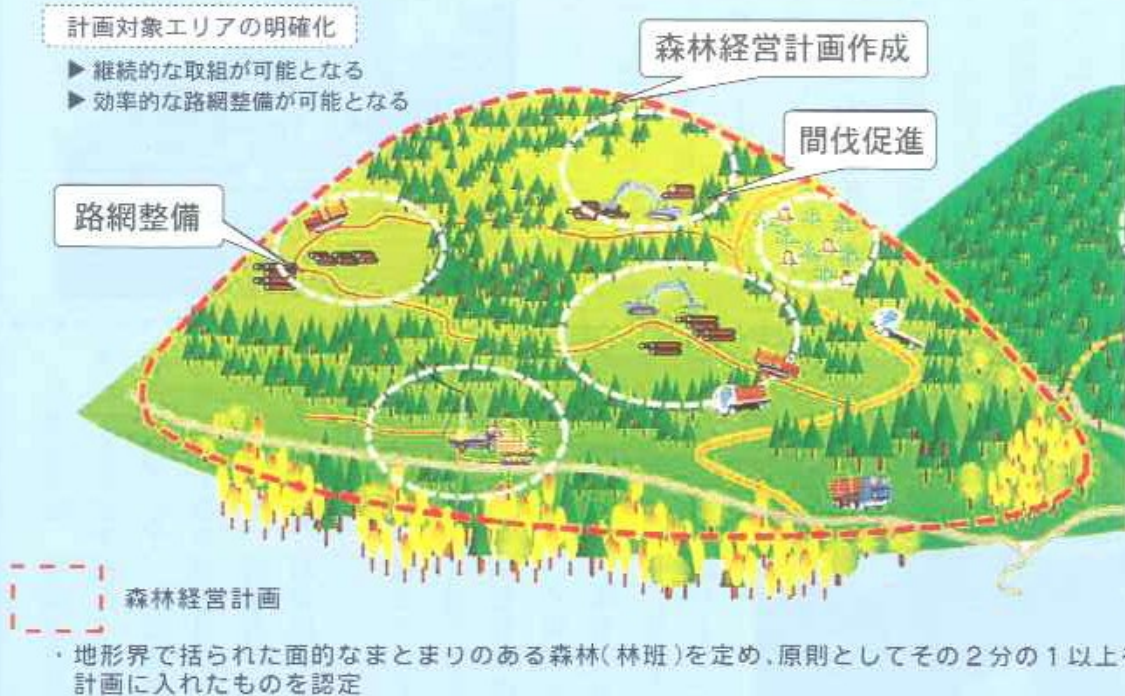 計画対象エリアの明確化
▶ 継続的な取組が可能となる
▶ 効率的な路網整備が可能となる
森林経営計画作成
間伐促進
路網整備
森林経営計画
・地形界で括られた面的なまとまりのある森林(林班)を定め、原則としてその2分の1以上を
計画に入れたものを認定